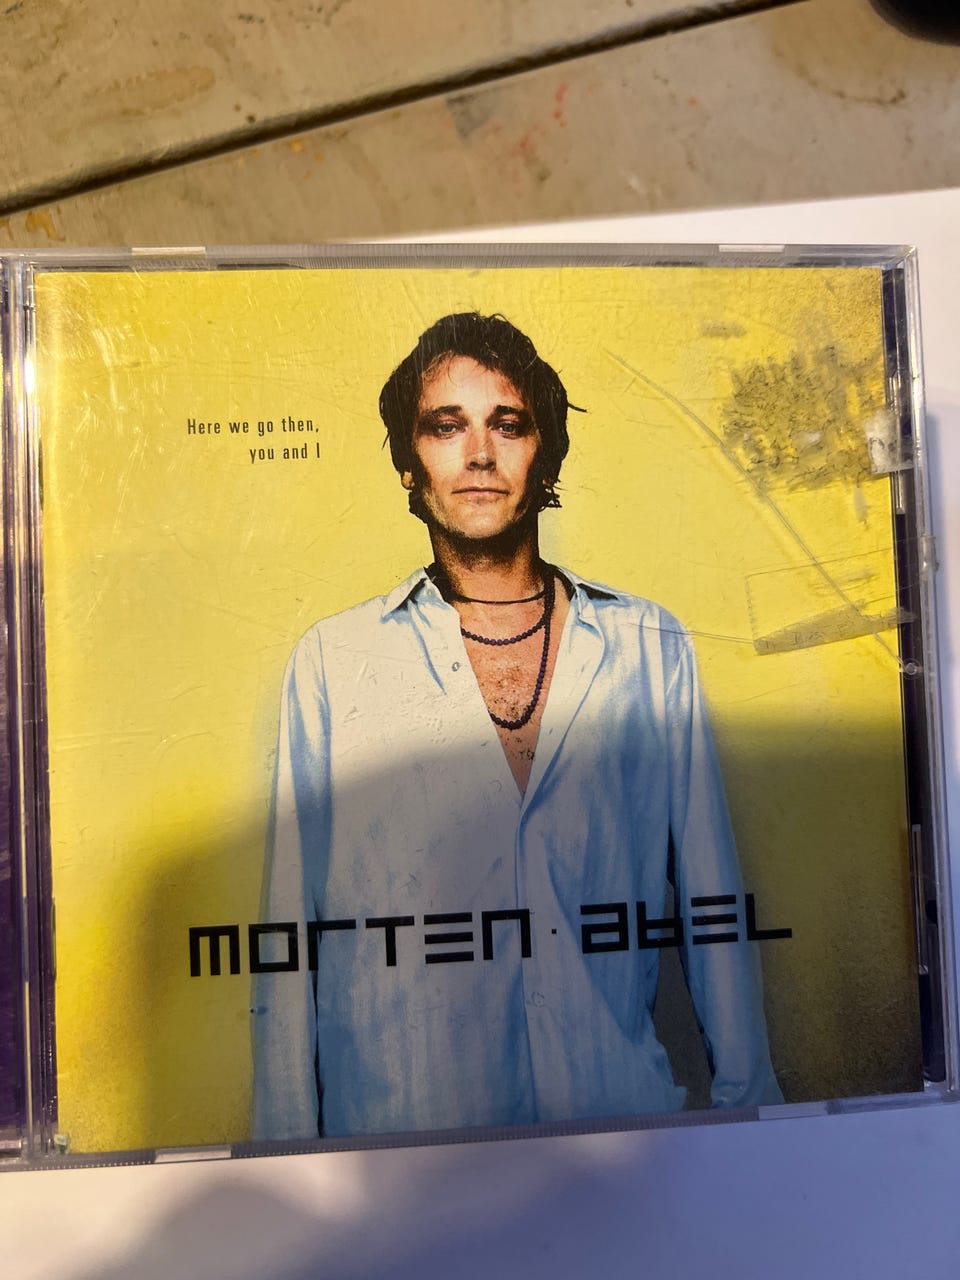 Here we go then,
you and I
morTEn · abEL